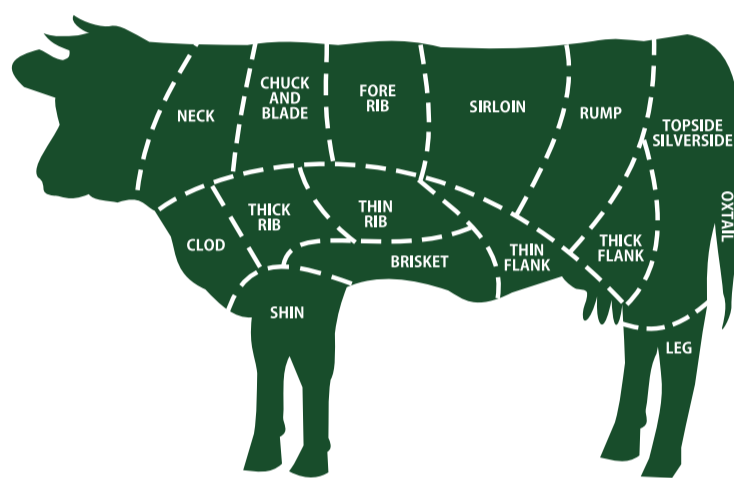 NECK
CHUCK
AND
BLADE
FORE
RIB
SIRLOIN
RUMP
TOPSIDE
SILVERSIDE
OXTAIL
CLOD
THICK
RIB
THIN
RIB
BRISKET
THIN
FLANK
THICK
FLANK
SHIN
LEG